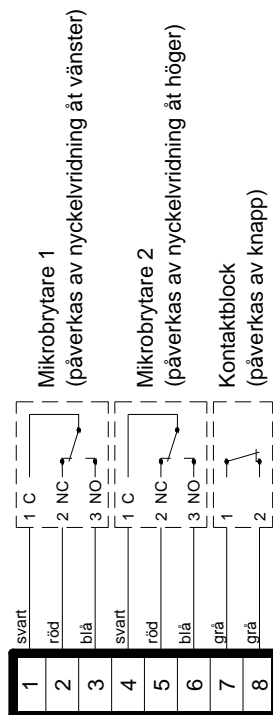 Mikrobrytare 1
(påverkas av nyckelvridning åt vänster)
Mikrobrytare 2
(påverkas av nyckelvridning åt höger)
Kontaktblock
(påverkas av knapp)
1 C
2 NC
3 NO
1 C
2 NC
3 NO
1
2
svart
röd
blå
svart
röd
blå
grå
grå
1
2
3
4
5
6
7
8